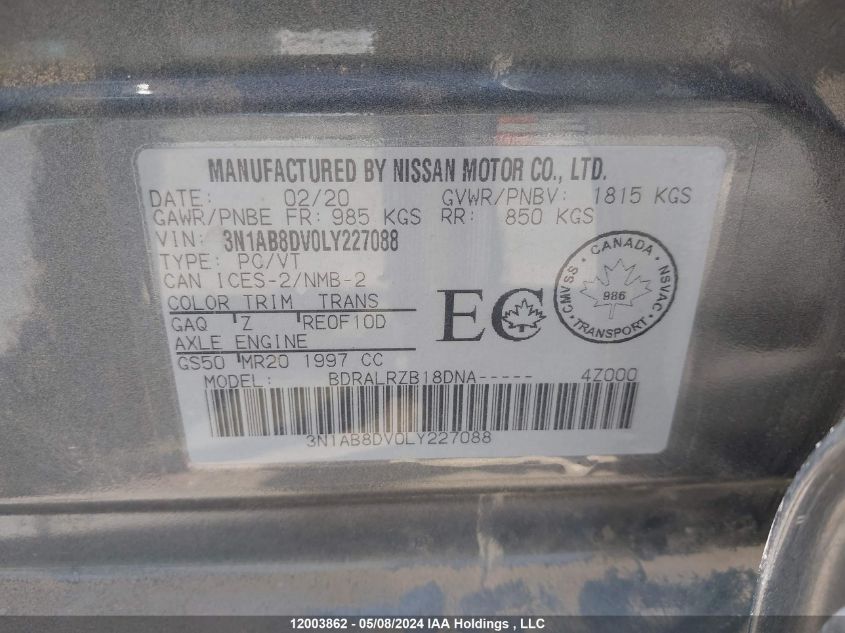 MANUFACTURED BY NISSAN MOTOR CO., LTD.
DATE: 02/20 GVWR/PNBV: 1815 KGS
GAWR/PNBE FR: 985 KGS RR: 850 KGS
VIN: 3N1AB8DV0LY227088
TYPE: PC/VT
CAN ICES-2/NMB-2
COLOR TRIM TRANS
GAQ Z RE0F10D
AXLE ENGINE
GS50 MR20 1997 CC
MODEL: BDRALRZB18DNA----- 4Z000
3N1AB8DV0LY227088
EC
CANADA
CMVSS NSVAC
986
TRANSPORT
12003862 - 05/08/2024 IAA Holdings , LLC